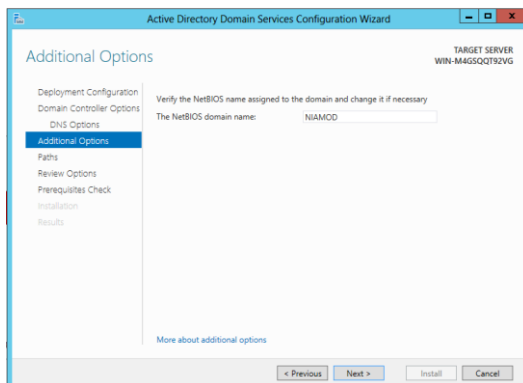 Active Directory Domain Services Configuration Wizard
Additional Options
TARGET SERVER
WIN-M4GSQQT92VG
Deployment Configuration
Domain Controller Options
DNS Options
Additional Options
Paths
Review Options
Prerequisites Check
Installation
Results
Verify the NetBIOS name assigned to the domain and change it if necessary
The NetBIOS domain name: NIAMOD
More about additional options
< Previous Next > Install Cancel